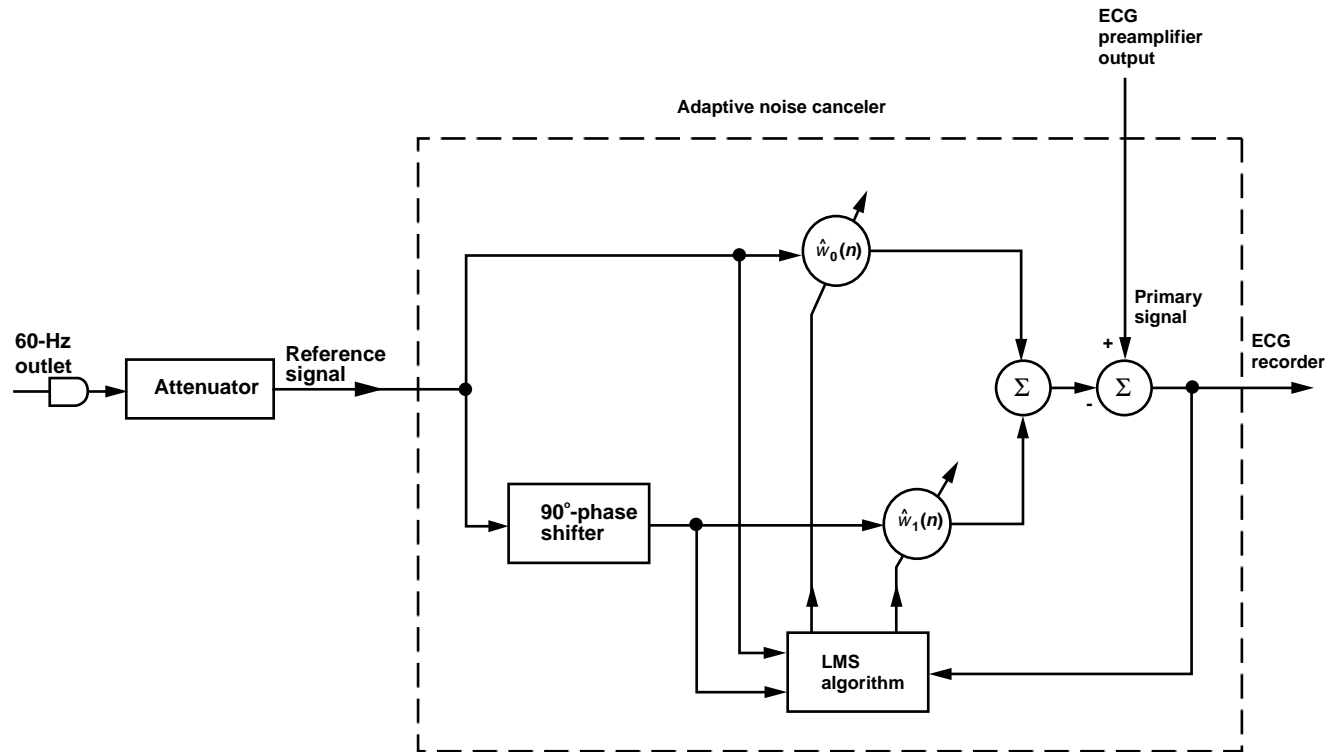 ECG
preamplifier
output
Adaptive noise canceler
ŵ0(n)
Primary
signal
60-Hz
outlet
Reference
signal
Attenuator
+
ECG
recorder
Σ
-
Σ
90°-phase
shifter
ŵ1(n)
LMS
algorithm